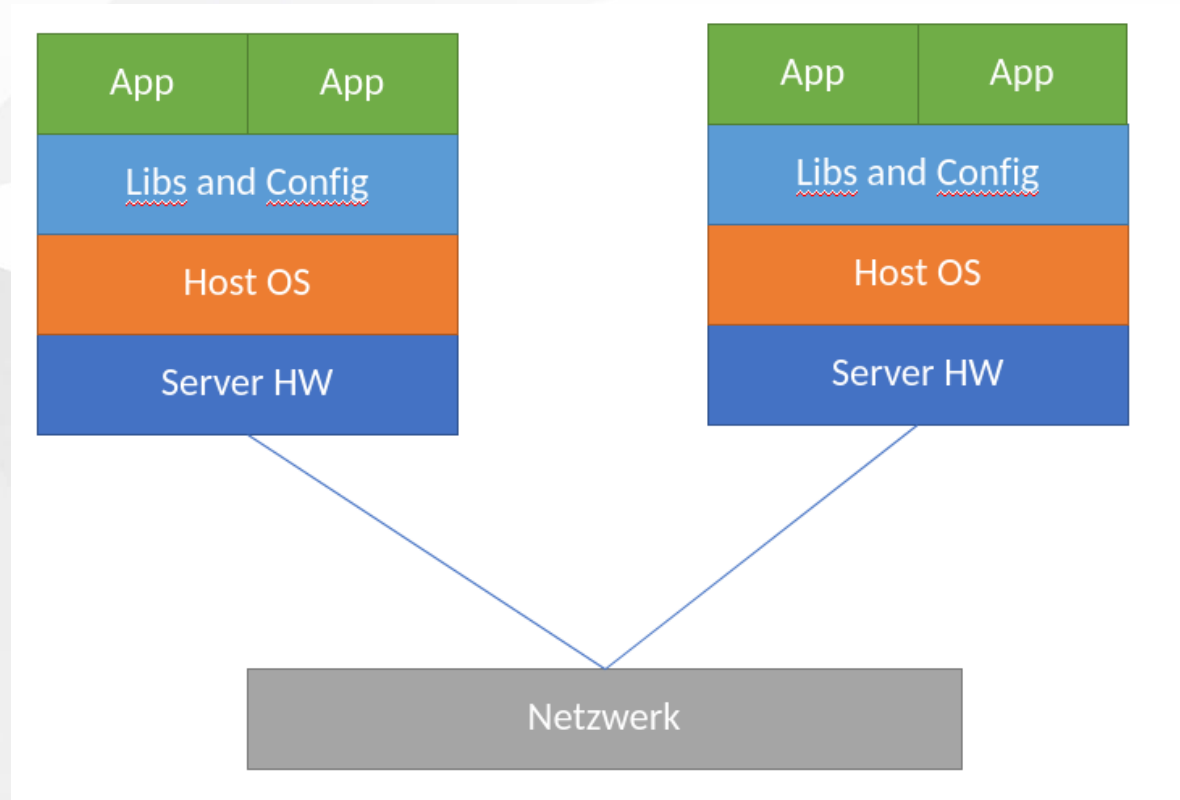 App
App
Libs and Config
Host OS
Server HW
App
App
Libs and Config
Host OS
Server HW
Netzwerk